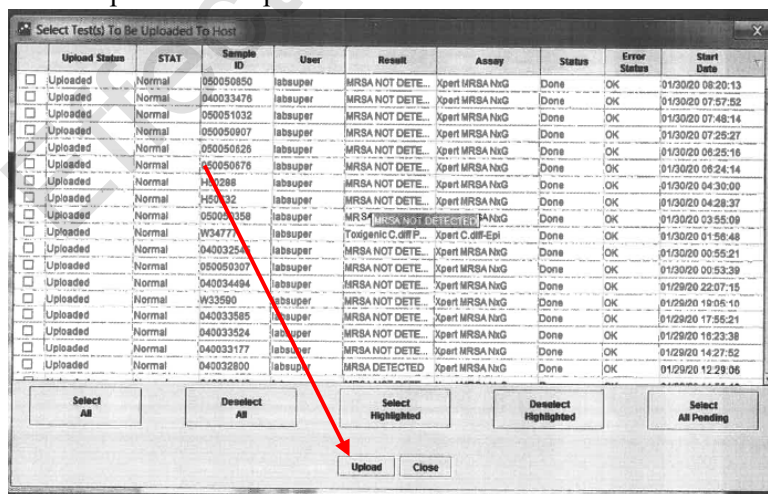 Select Test(s) To Be Uploaded To Host
Upload Status STAT Sample ID User Result Assay Status Error Status Start Date
Uploaded Normal 050050850 labsuper MRSA NOT DETE... Xpert MRSA NxG Done OK 01/30/20 08:20:13
Uploaded Normal 040033476 labsuper MRSA NOT DETE... Xpert MRSA NxG Done OK 01/30/20 07:57:52
Uploaded Normal 050051032 labsuper MRSA NOT DETE... Xpert MRSA NxG Done OK 01/30/20 07:48:14
Uploaded Normal 050050907 labsuper MRSA NOT DETE... Xpert MRSA NxG Done OK 01/30/20 07:25:27
Uploaded Normal 050050626 labsuper MRSA NOT DETE... Xpert MRSA NxG Done OK 01/30/20 06:25:16
Uploaded Normal 050050676 labsuper MRSA NOT DETE... Xpert MRSA NxG Done OK 01/30/20 06:24:14
Uploaded Normal labsuper MRSA NOT DETE... Xpert MRSA NxG Done OK 01/30/20 04:30:00
Uploaded Normal labsuper MRSA NOT DETE... Xpert MRSA NxG Done OK 01/30/20 04:28:37
Uploaded Normal labsuper MRSA NOT DETECTED Done OK 01/30/20 03:55:09
Uploaded Normal W34777 labsuper Toxigenic C.diff P... Xpert C.diff-Epi Done OK 01/30/20 01:56:48
Uploaded Normal labsuper MRSA NOT DETE... Xpert MRSA NxG Done OK 01/30/20 00:55:21
Uploaded Normal 050050307 labsuper MRSA NOT DETE... Xpert MRSA NxG Done OK 01/30/20 00:53:39
Uploaded Normal 040034494 labsuper MRSA NOT DETE... Xpert MRSA NxG Done OK 01/29/20 22:07:15
Uploaded Normal W33590 labsuper MRSA NOT DETE... Xpert MRSA NxG Done OK 01/29/20 19:05:10
Uploaded Normal 040033585 labsuper MRSA NOT DETE... Xpert MRSA NxG Done OK 01/29/20 17:55:21
Uploaded Normal 040033524 labsuper MRSA NOT DETE... Xpert MRSA NxG Done OK 01/29/20 16:23:38
Uploaded Normal 040033177 labsuper MRSA NOT DETE... Xpert MRSA NxG Done OK 01/29/20 14:27:52
Uploaded Normal 040032800 labsuper MRSA DETECTED Xpert MRSA NxG Done OK 01/29/20 12:29:06
Select All Deselect All Select Highlighted Deselect Highlighted Select All Pending
Upload Close